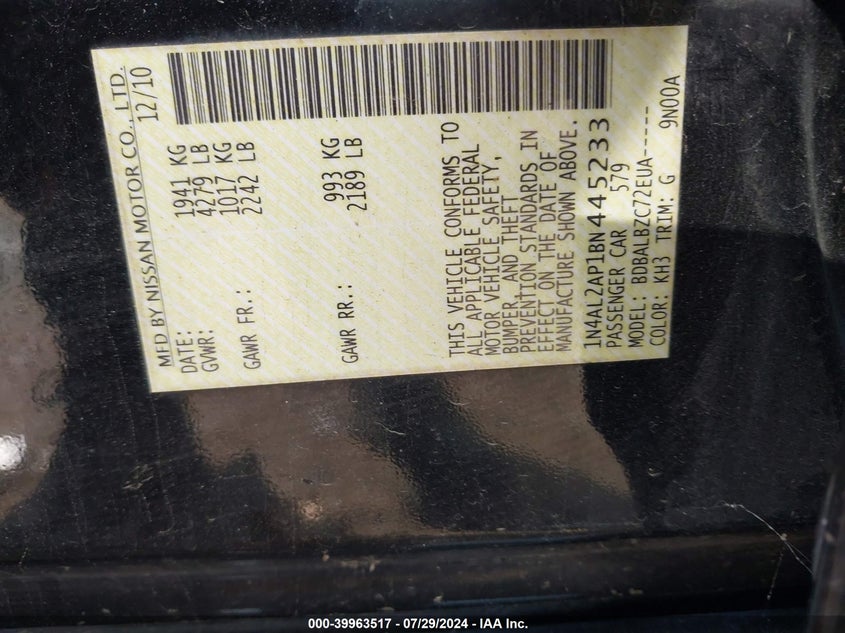 MFD BY NISSAN MOTOR CO., LTD.
DATE: 12/10
GVWR: 1941 KG
4279 LB
GAWR FR.: 1017 KG
2242 LB
GAWR RR.: 993 KG
2189 LB
THIS VEHICLE CONFORMS TO
ALL APPLICABLE FEDERAL
MOTOR VEHICLE SAFETY,
BUMPER, AND THEFT
PREVENTION STANDARDS IN
EFFECT ON THE DATE OF
MANUFACTURE SHOWN ABOVE.
1N4AL2AP1BN445233
PASSENGER CAR 579
MODEL: BDBALBZC72EUA-----
COLOR: KH3 TRIM: G 9N00A
000-39963517 - 07/29/2024 - IAA Inc.